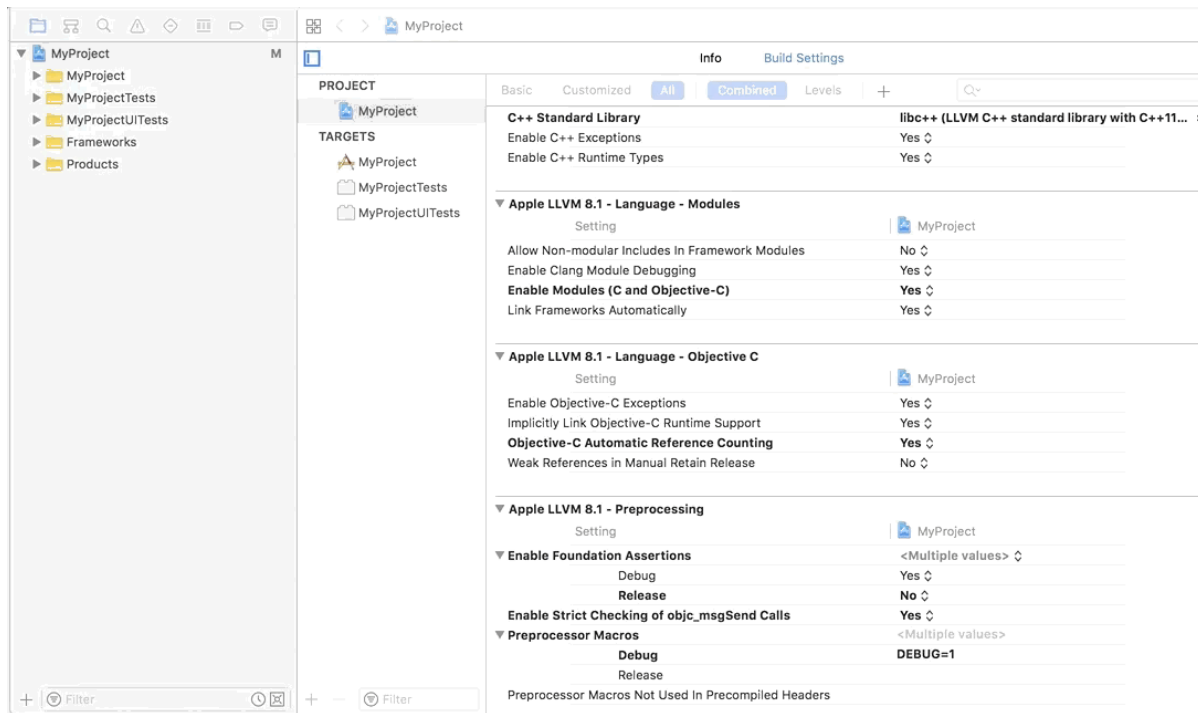 MyProject
MyProject M
MyProject
MyProjectTests
MyProjectUITests
Frameworks
Products
Filter
Info Build Settings
PROJECT
MyProject
TARGETS
MyProject
MyProjectTests
MyProjectUITests
Filter
Basic Customized All Combined Levels
C++ Standard Library libc++ (LLVM C++ standard library with C++11...
Enable C++ Exceptions Yes
Enable C++ Runtime Types Yes
Apple LLVM 8.1 - Language - Modules
Setting MyProject
Allow Non-modular Includes In Framework Modules No
Enable Clang Module Debugging Yes
Enable Modules (C and Objective-C) Yes
Link Frameworks Automatically Yes
Apple LLVM 8.1 - Language - Objective C
Setting MyProject
Enable Objective-C Exceptions Yes
Implicitly Link Objective-C Runtime Support Yes
Objective-C Automatic Reference Counting Yes
Weak References in Manual Retain Release No
Apple LLVM 8.1 - Preprocessing
Setting MyProject
Enable Foundation Assertions <Multiple values>
Debug Yes
Release No
Enable Strict Checking of objc_msgSend Calls Yes
Preprocessor Macros <Multiple values>
Debug DEBUG=1
Release
Preprocessor Macros Not Used In Precompiled Headers